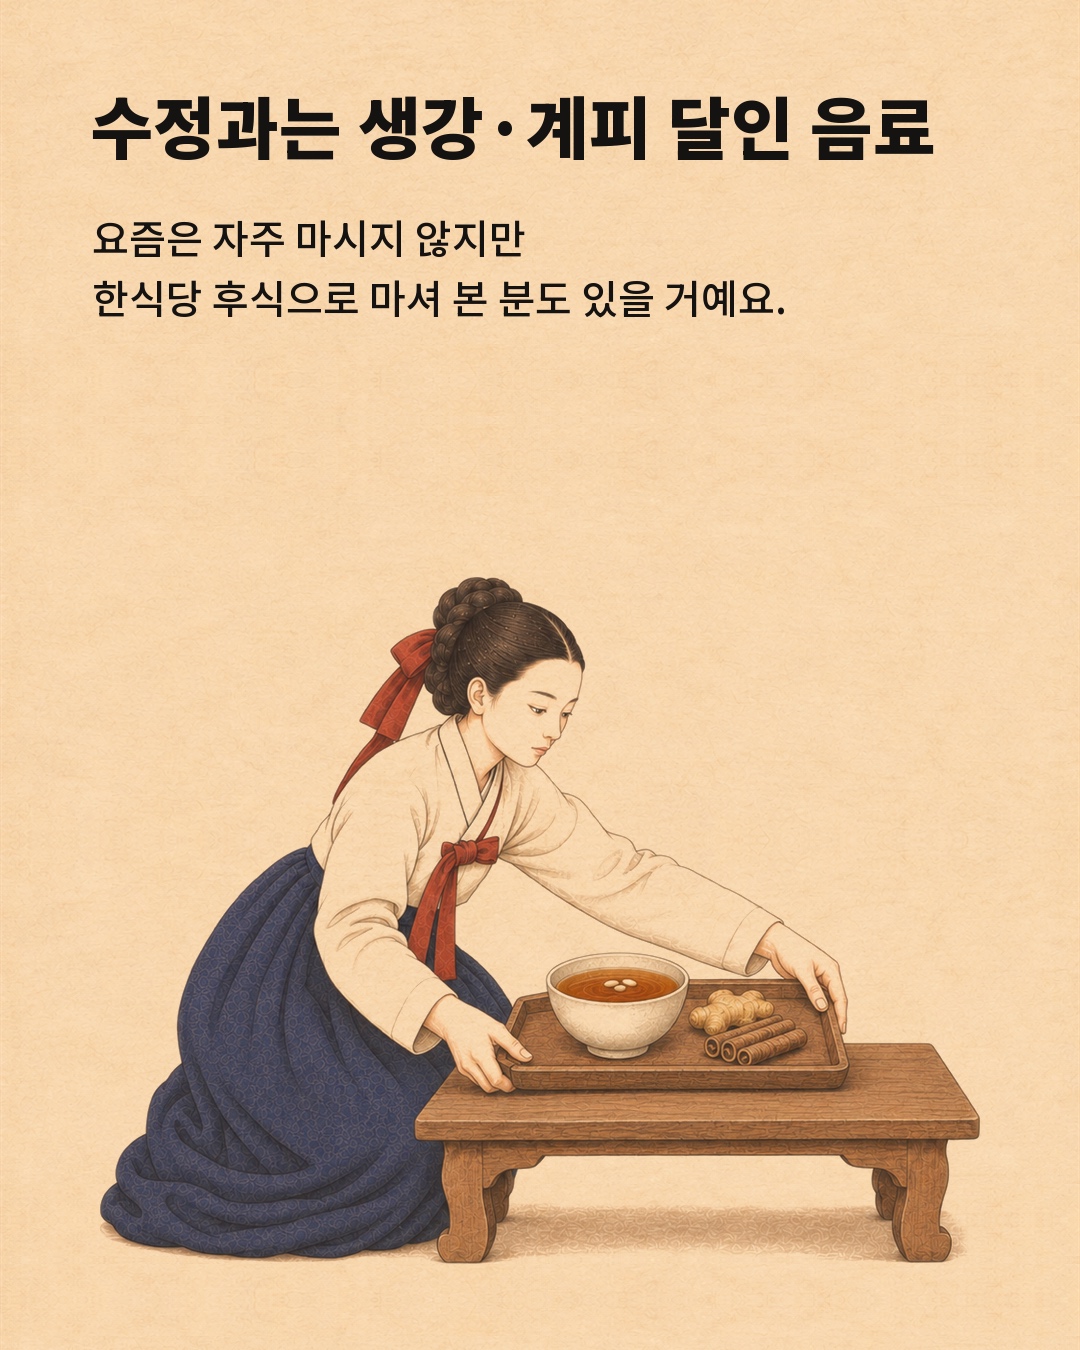 수정과는 생강·계피 달인 음료
요즘은 자주 마시지 않지만
한식당 후식으로 마셔 본 분도 있을 거예요.